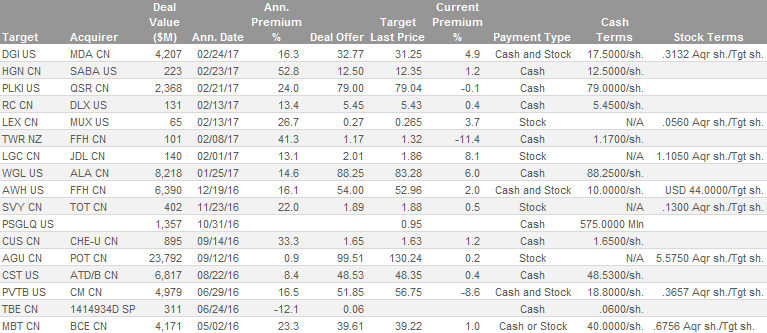 Deal Ann. Current
Value Premium Target Premium Cash
Target Acquirer ($M) Ann. Date % Deal Offer Last Price % Payment Type Terms Stock Terms
DGI US MDA CN 4,207 02/24/17 16.3 32.77 31.25 4.9 Cash and Stock 17.5000/sh. .3132 Aqr sh./Tgt sh.
HGN CN SABA US 223 02/23/17 52.8 12.50 12.35 1.2 Cash 12.5000/sh.
PLKI US QSR CN 2,368 02/21/17 24.0 79.00 79.04 -0.1 Cash 79.0000/sh.
RC CN DLX US 131 02/13/17 13.4 5.45 5.43 0.4 Cash 5.4500/sh.
LEX CN MUX US 65 02/13/17 26.7 0.27 0.265 3.7 Stock N/A .0560 Aqr sh./Tgt sh.
TWR NZ FFH CN 101 02/08/17 41.3 1.17 1.32 -11.4 Cash 1.1700/sh.
LGC CN JDL CN 140 02/01/17 13.1 2.01 1.86 8.1 Stock N/A 1.1050 Aqr sh./Tgt sh.
WGL US ALA CN 8,218 01/25/17 14.6 88.25 83.28 6.0 Cash 88.2500/sh.
AWH US FFH CN 6,390 12/19/16 16.1 54.00 52.96 2.0 Cash and Stock 10.0000/sh. USD 44.0000/Tgt sh.
SVY CN TOT CN 402 11/23/16 22.0 1.89 1.88 0.5 Stock N/A .1300 Aqr sh./Tgt sh.
PSGLQ US 1,357 10/31/16 0.95 Cash 575.0000 Mln
CUS CN CHE-U CN 895 09/14/16 33.3 1.65 1.63 1.2 Cash 1.6500/sh.
AGU CN POT CN 23,792 09/12/16 0.9 99.51 130.24 0.2 Stock N/A 5.5750 Aqr sh./Tgt sh.
CST US ATD/B CN 6,817 08/22/16 8.4 48.53 48.35 0.4 Cash 48.5300/sh.
PVTB US CM CN 4,979 06/29/16 16.5 51.85 56.75 -8.6 Cash and Stock 18.8000/sh. .3657 Aqr sh./Tgt sh.
TBE CN 1414934D SP 311 06/24/16 -12.1 0.06 Cash .0600/sh.
MBT CN BCE CN 4,171 05/02/16 23.3 39.61 39.22 1.0 Cash or Stock 40.0000/sh. .6756 Aqr sh./Tgt sh.